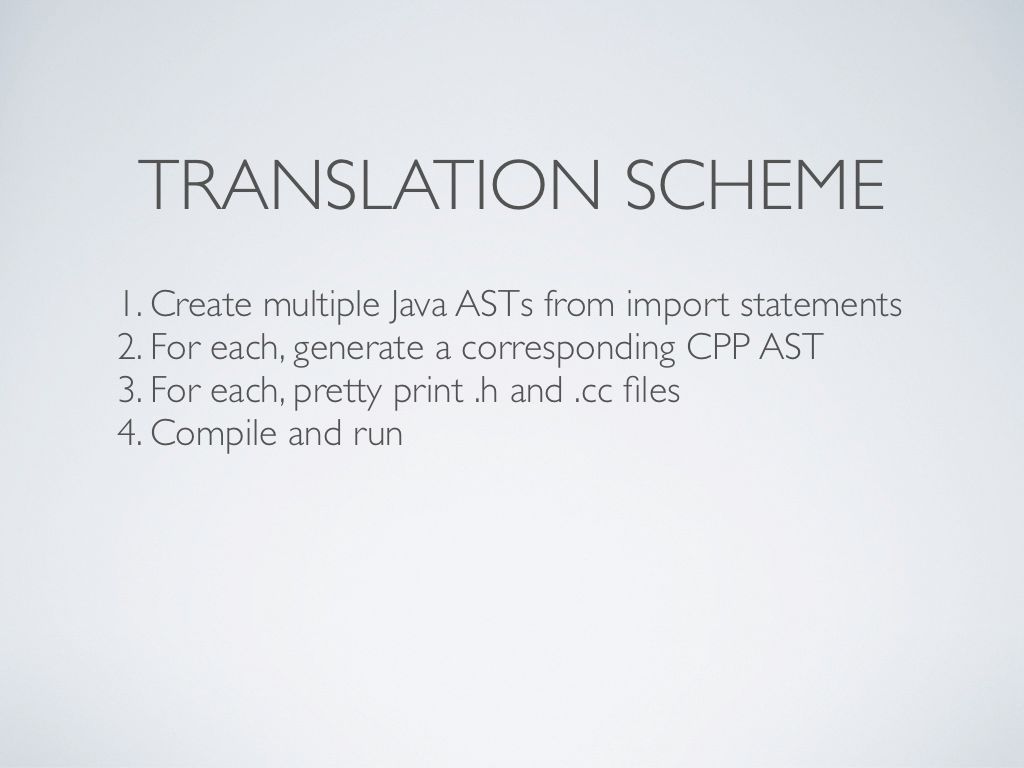 TRANSLATION SCHEME
1. Create multiple Java ASTs from import statements
2. For each, generate a corresponding CPP AST
3. For each, pretty print .h and .cc files
4. Compile and run